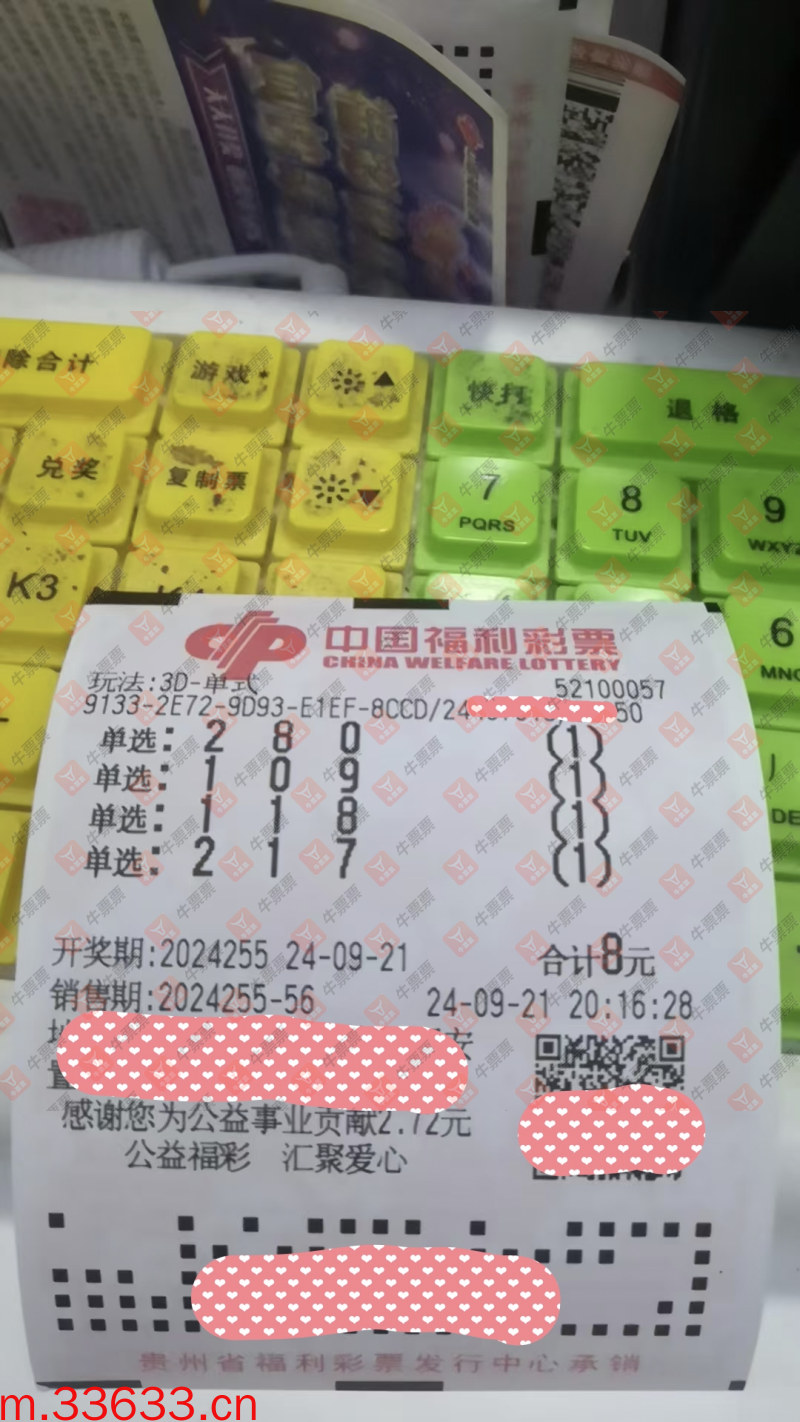 除合计
游戏
快打
退格
兑奖
复制票
7
PQRS
8
TUV
9
WXYZ
K3
6
中国福利彩票
CHINA WELFARE LOTTERY
玩法:3D-单式
52100057
9133-2E72-9D93-E1EF-8CCD/24
50
单选: 2 8 0 (1)
单选: 1 0 9 (1)
单选: 1 1 8 (1)
单选: 2 1 7 (1)
开奖期:2024255 24-09-21 合计8元
销售期:2024255-56 24-09-21 20:16:28
感谢您为公益事业贡献2.72元
公益福彩 汇聚爱心
贵州省福利彩票发行中心承销
牛票票
m.33633.cn